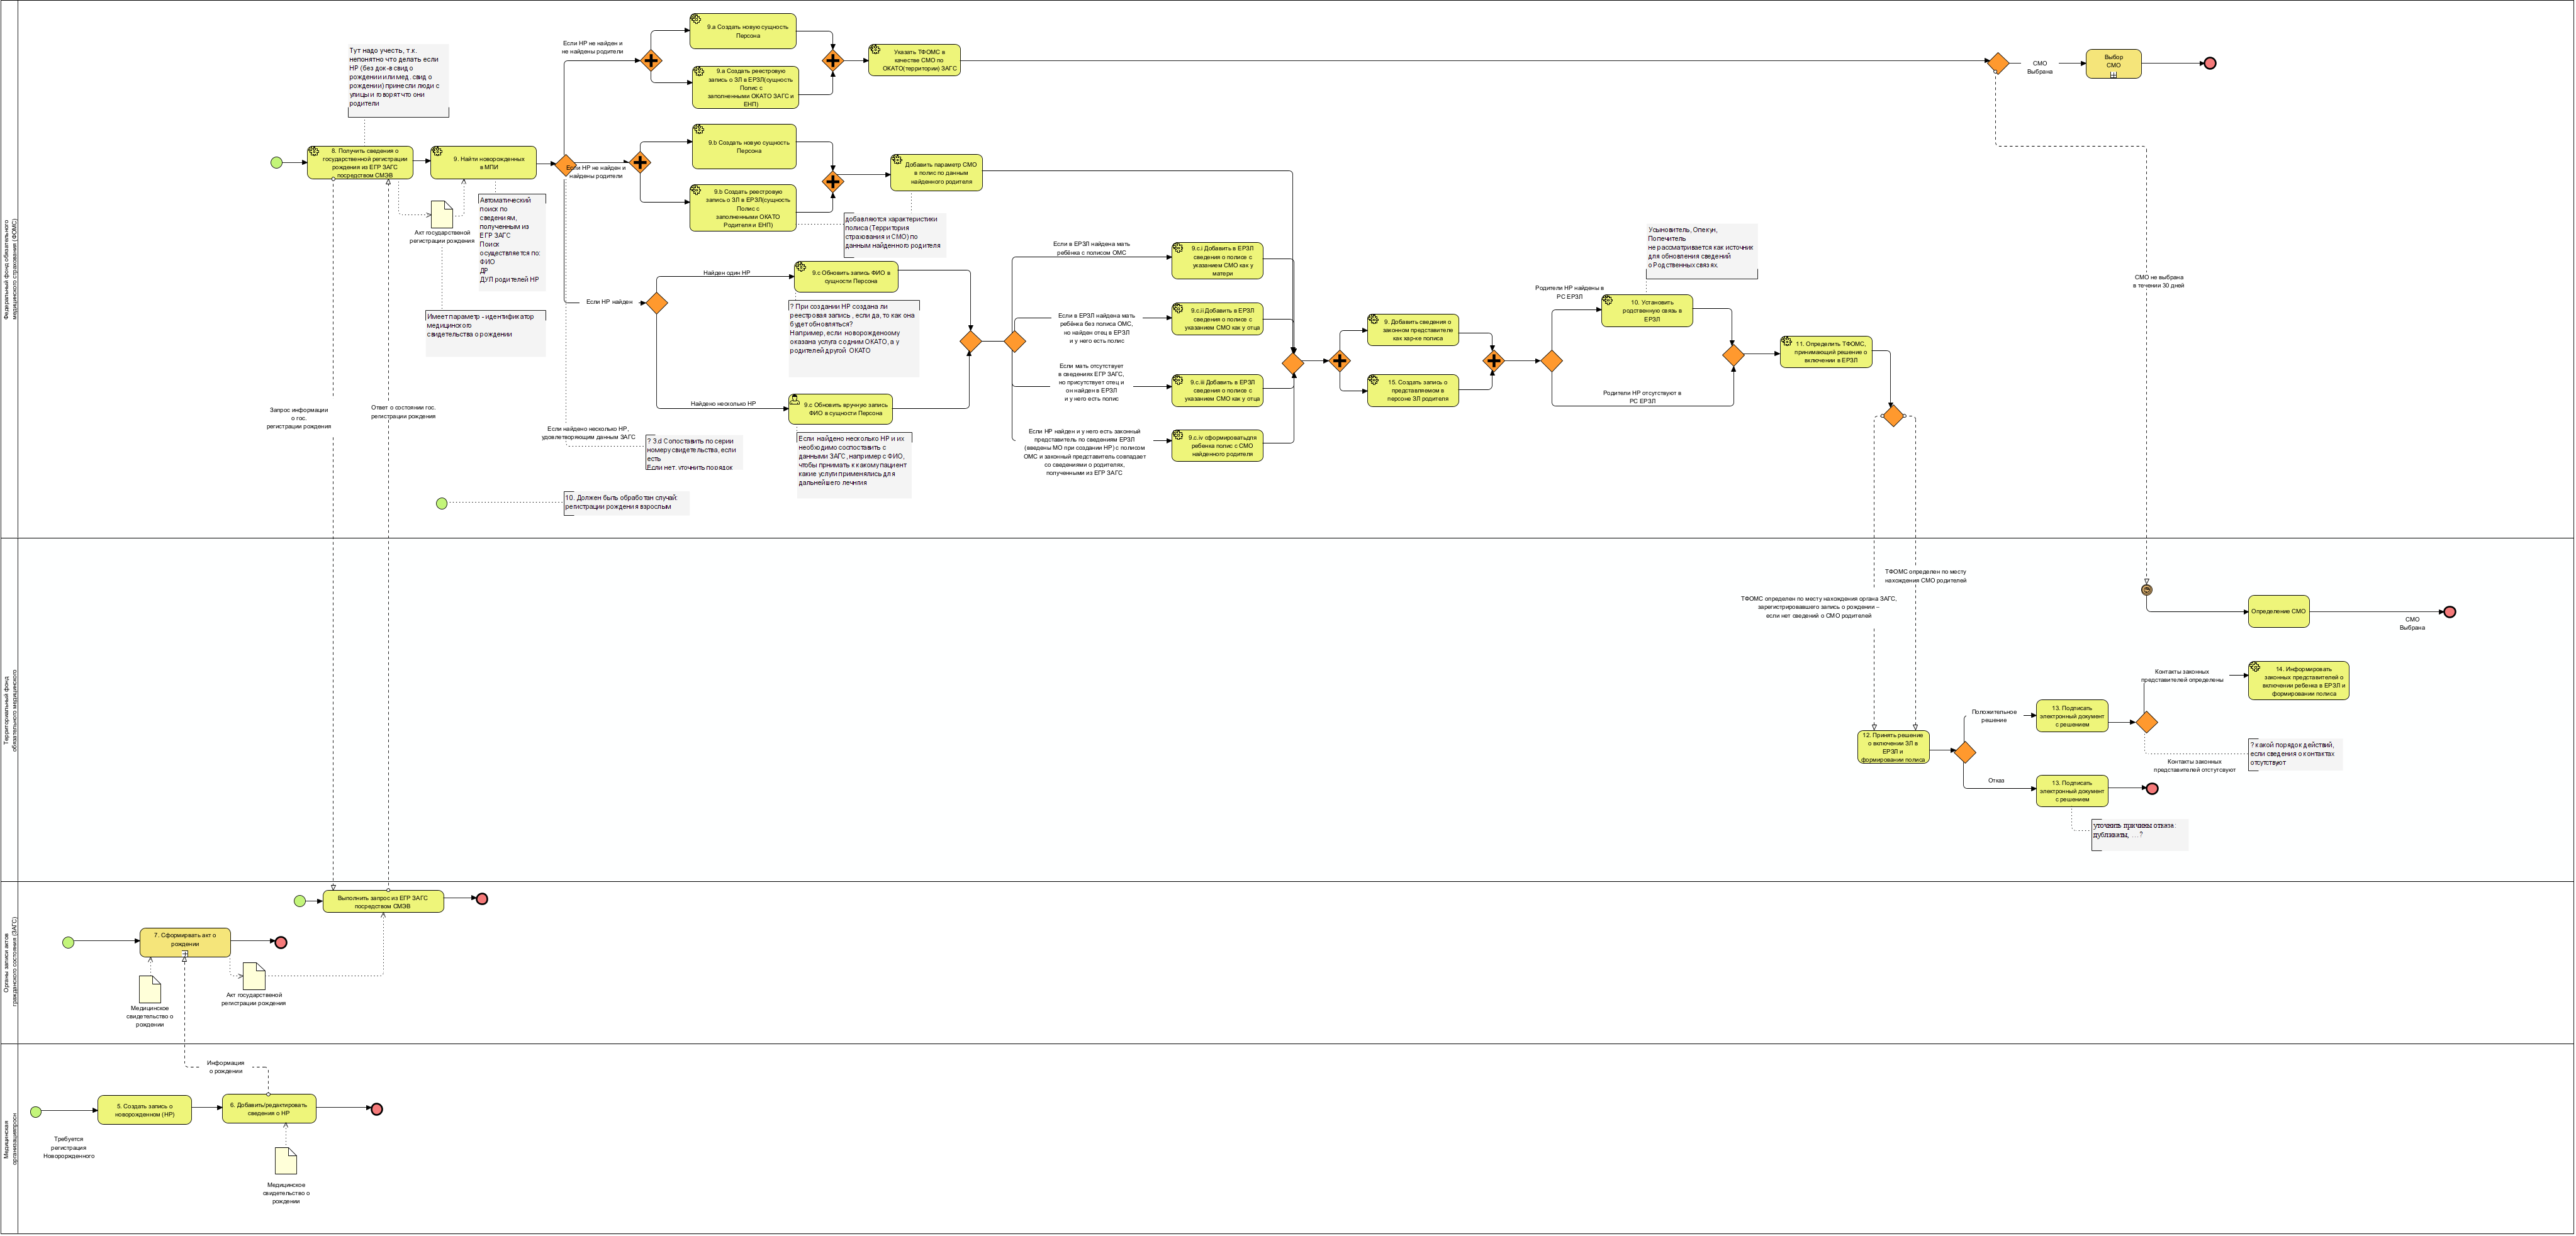 Федеральный фонд обязательного
медицинского страхования (ФОМС)
Тут надо учесть, т.к.
непонятно что делать если
НР (без док-в свид о
рождении или мед. свид о
рождении) принесли люди с
улицы и говорят что они
родители
8. Получить сведения о
государственной регистрации
рождения из ЕГР ЗАГС
посредством СМЭВ
9. Найти новорожденных
в МПИ
Акт государственой
регистрации рождения
Автоматический
поиск по
сведениям,
полученным из
ЕГР ЗАГС
Поиск
осуществляется по:
ФИО
ДР
ДУЛ родителей НР
Имеет параметр - идентификатор
медицинского
свидетельства о рождении
Запрос информации
о гос.
регистрации рождения
Ответ о состоянии гос.
регистрации рождения
Если НР не найден и
не найдены родители
9.a Создать новую сущность
Персона
9.a Создать реестровую
запись о ЗЛ в ЕРЗЛ(сущность
Полис с
заполненными ОКАТО ЗАГС и
ЕНП)
Указать ТФОМС в
качестве СМО по
ОКАТО(территории) ЗАГС
Если НР не найден и
найдены родители
9.b Создать новую сущность
Персона
9.b Создать реестровую
запись о ЗЛ в ЕРЗЛ(сущность
Полис с
заполненными ОКАТО
Родителя и ЕНП)
Добавить параметр СМО
в полис по данным
найденного родителя
добавляются характеристики
полиса (Территория
страхования и СМО) по
данным найденного родителя
Если НР найден
Найден один НР
9.c Обновить запись ФИО в
сущности Персона
? При создании НР создана ли
реестровая запись , если да, то как она
будет обновляться?
Например, если новорожденоому
оказана услуга с одним ОКАТО, а у
родителей другой ОКАТО
Найдено несколько НР
9.c Обновить вручную запись
ФИО в сущности Персона
Если найдено несколько НР и их
необходимо соспоставить с
данными ЗАГС , например с ФИО,
чтобы прнимать к какому пациент
какие услуги применялись для
дальнейшего лечния
Если найдено несколько НР,
удовлетворяющим данным ЗАГС
? 3.d Сопоставить по серии
номеру свидетельства, если
есть
Если нет, уточнить порядок
10. Должен быть обработан случай:
регистрации рождения взрослым
Если в ЕРЗЛ найдена мать
ребёнка с полисом ОМС
9.c.i Добавить в ЕРЗЛ
сведения о полисе с
указанием СМО как у
матери
Если в ЕРЗЛ найдена мать
ребёнка без полиса ОМС,
но найден отец в ЕРЗЛ
и у него есть полис
9.c.ii Добавить в ЕРЗЛ
сведения о полисе с
указанием СМО как у отца
Если мать отсутствует
в сведениях ЕГР ЗАГС,
но присутствует отец и
он найден в ЕРЗЛ
и у него есть полис
9.c.iii Добавить в ЕРЗЛ
сведения о полисе с
указанием СМО как у отца
Если НР найден и у него есть законный
представитель по сведениям ЕРЗЛ
(введены МО при создании НР) с полисом
ОМС и законный представитель совпадает
со сведениями о родителях,
полученными из ЕГР ЗАГС
9.c.iv сформировать для
ребенка полис с СМО
найденного родителя
9. Добавить сведения о
законном представителе
как хар-ке полиса
15. Создать запись о
представляемом в
персоне ЗЛ родителя
Родители НР найдены в
РС ЕРЗЛ
10. Установить
родственную связь в
ЕРЗЛ
Усыновитель, Опекун,
Попечитель
не рассматривается как источник
для обновления сведений
о Родственных связях.
Родители НР отсутствуют в
РС ЕРЗЛ
11. Определить ТФОМС,
принимающий решение о
включении в ЕРЗЛ
СМО
Выбрана
Выбор
СМО
СМО не выбрана
в течении 30 дней
Территориальный фонд
обязательного медицинского
ТФОМС определен по месту
нахождения СМО родителей
ТФОМС определен по месту нахождения органа ЗАГС,
зарегистрировавшего запись о рождении –
если нет сведений о СМО родителей
Определение СМО
СМО
Выбрана
12. Принять решение
о включении ЗЛ в
ЕРЗЛ и
формировании полиса
Положительное
решение
13. Подписать
электронный документ
с решением
Контакты законных
представителей определены
14. Информировать
законных представителей о
включении ребенка в ЕРЗЛ и
формировании полиса
? какой порядок действий,
если сведения о контактах
отсутствуют
Контакты законных
представителей отстутсвуют
Отказ
13. Подписать
электронный документ
с решением
уточнить причины отказа:
дубликаты, …?
Органы записи актов
гражданского состояния (ЗАГС)
Выполнить запрос из ЕГР ЗАГС
посредством СМЭВ
7. Сформирвать акт о
рождении
Медицинское
свидетельство о
рождении
Акт государственой
регистрации рождения
Медицинская
Информация
о рождении
5. Создать запись о
новорожденном (НР)
6. Добавить/редактировать
сведения о НР
Требуется
регистрация
Новорорженного
Медицинское
свидетельство о
рождении